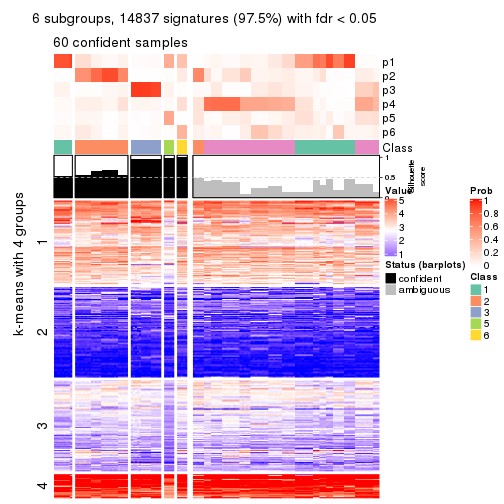 6 subgroups, 14837 signatures (97.5%) with fdr < 0.05
60 confident samples
p1
p2
p3
p4
p5
p6
Class
1
0.5
0
Silhouette
score
k-means with 4 groups
1
2
3
4
Value
5
4
3
2
1
Status (barplots)
confident
ambiguous
Prob
1
0.8
0.6
0.4
0.2
0
Class
1
2
3
5
6